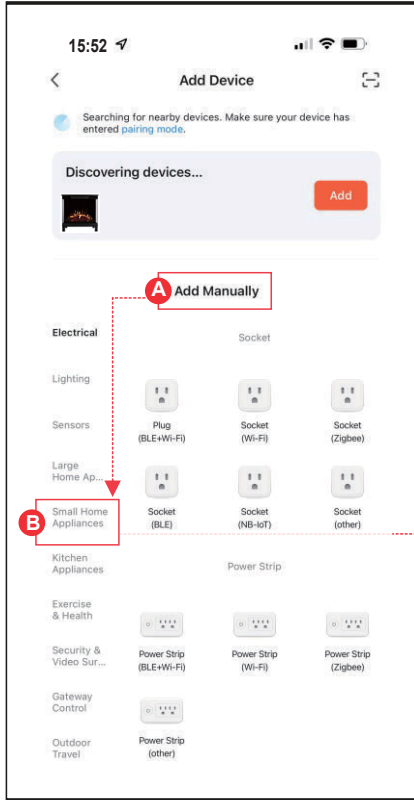 15:52
Add Device
Searching for nearby devices. Make sure your device has
entered pairing mode.
Discovering devices...
Add
A
Add Manually
Electrical
Lighting
Sensors
Large
Home Ap...
B
Small Home
Appliances
Kitchen
Appliances
Exercise
& Health
Security &
Video Sur...
Gateway
Control
Outdoor
Travel
Socket
Plug
(BLE+Wi-Fi)
Socket
(Wi-Fi)
Socket
(Zigbee)
Socket
(BLE)
Socket
(NB-IoT)
Socket
(other)
Power Strip
Power Strip
(BLE+Wi-Fi)
Power Strip
(Wi-Fi)
Power Strip
(Zigbee)
Power Strip
(other)